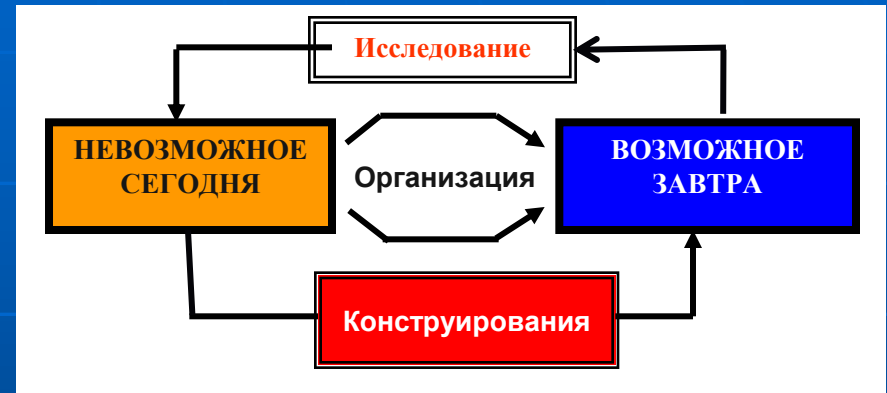 Исследование
НЕВОЗМОЖНОЕ
СЕГОДНЯ
Организация
ВОЗМОЖНОЕ
ЗАВТРА
Конструирования